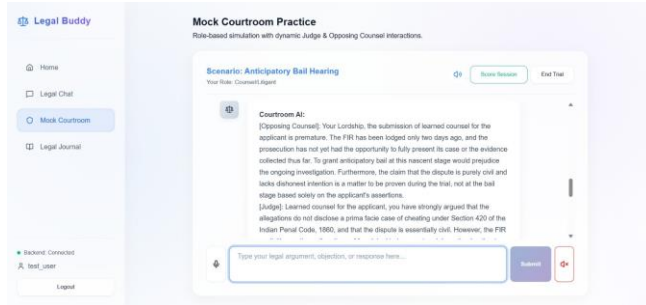 Legal Buddy
Home
Legal Chat
Mock Courtroom
Legal Journal
Backend: Connected
test_user
Logout
Mock Courtroom Practice
Role-based simulation with dynamic Judge & Opposing Counsel interactions.
Scenario: Anticipatory Bail Hearing
Your Role: Counsel/Litigant
Score Session
End Trial
Courtroom AI:
[Opposing Counsel]: Your Lordship, the submission of learned counsel for the
applicant is premature. The FIR has been lodged only two days ago, and the
prosecution has not yet had the opportunity to fully present its case or the evidence
collected thus far. To grant anticipatory bail at this nascent stage would prejudice
the ongoing investigation. Furthermore, the claim that the dispute is purely civil and
lacks dishonest intention is a matter to be proven during the trial, not at the bail
stage based solely on the applicant's assertions.
[Judge]: Learned counsel for the applicant, you have strongly argued that the
allegations do not disclose a prima facie case of cheating under Section 420 of the
Indian Penal Code, 1860, and that the dispute is essentially civil. However, the FIR
Type your legal argument, objection, or response here...
Submit